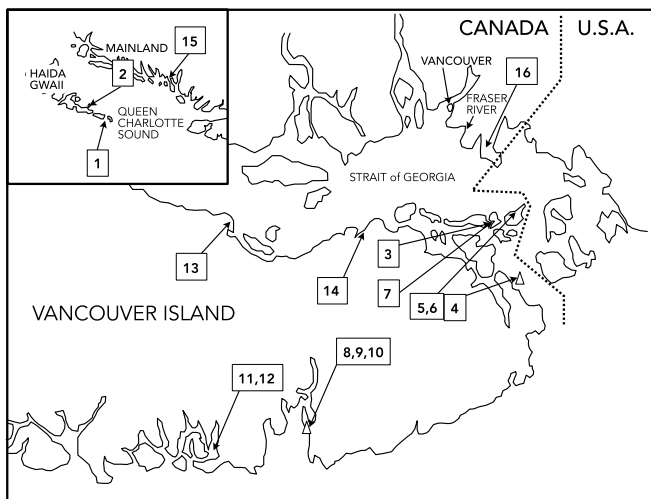 CANADA
U.S.A.
MAINLAND
15
HAIDA
GWAII
2
QUEEN
CHARLOTTE
SOUND
1
VANCOUVER
FRASER
RIVER
16
STRAIT of GEORGIA
3
13
14
7
5,6
4
VANCOUVER ISLAND
8,9,10
11,12